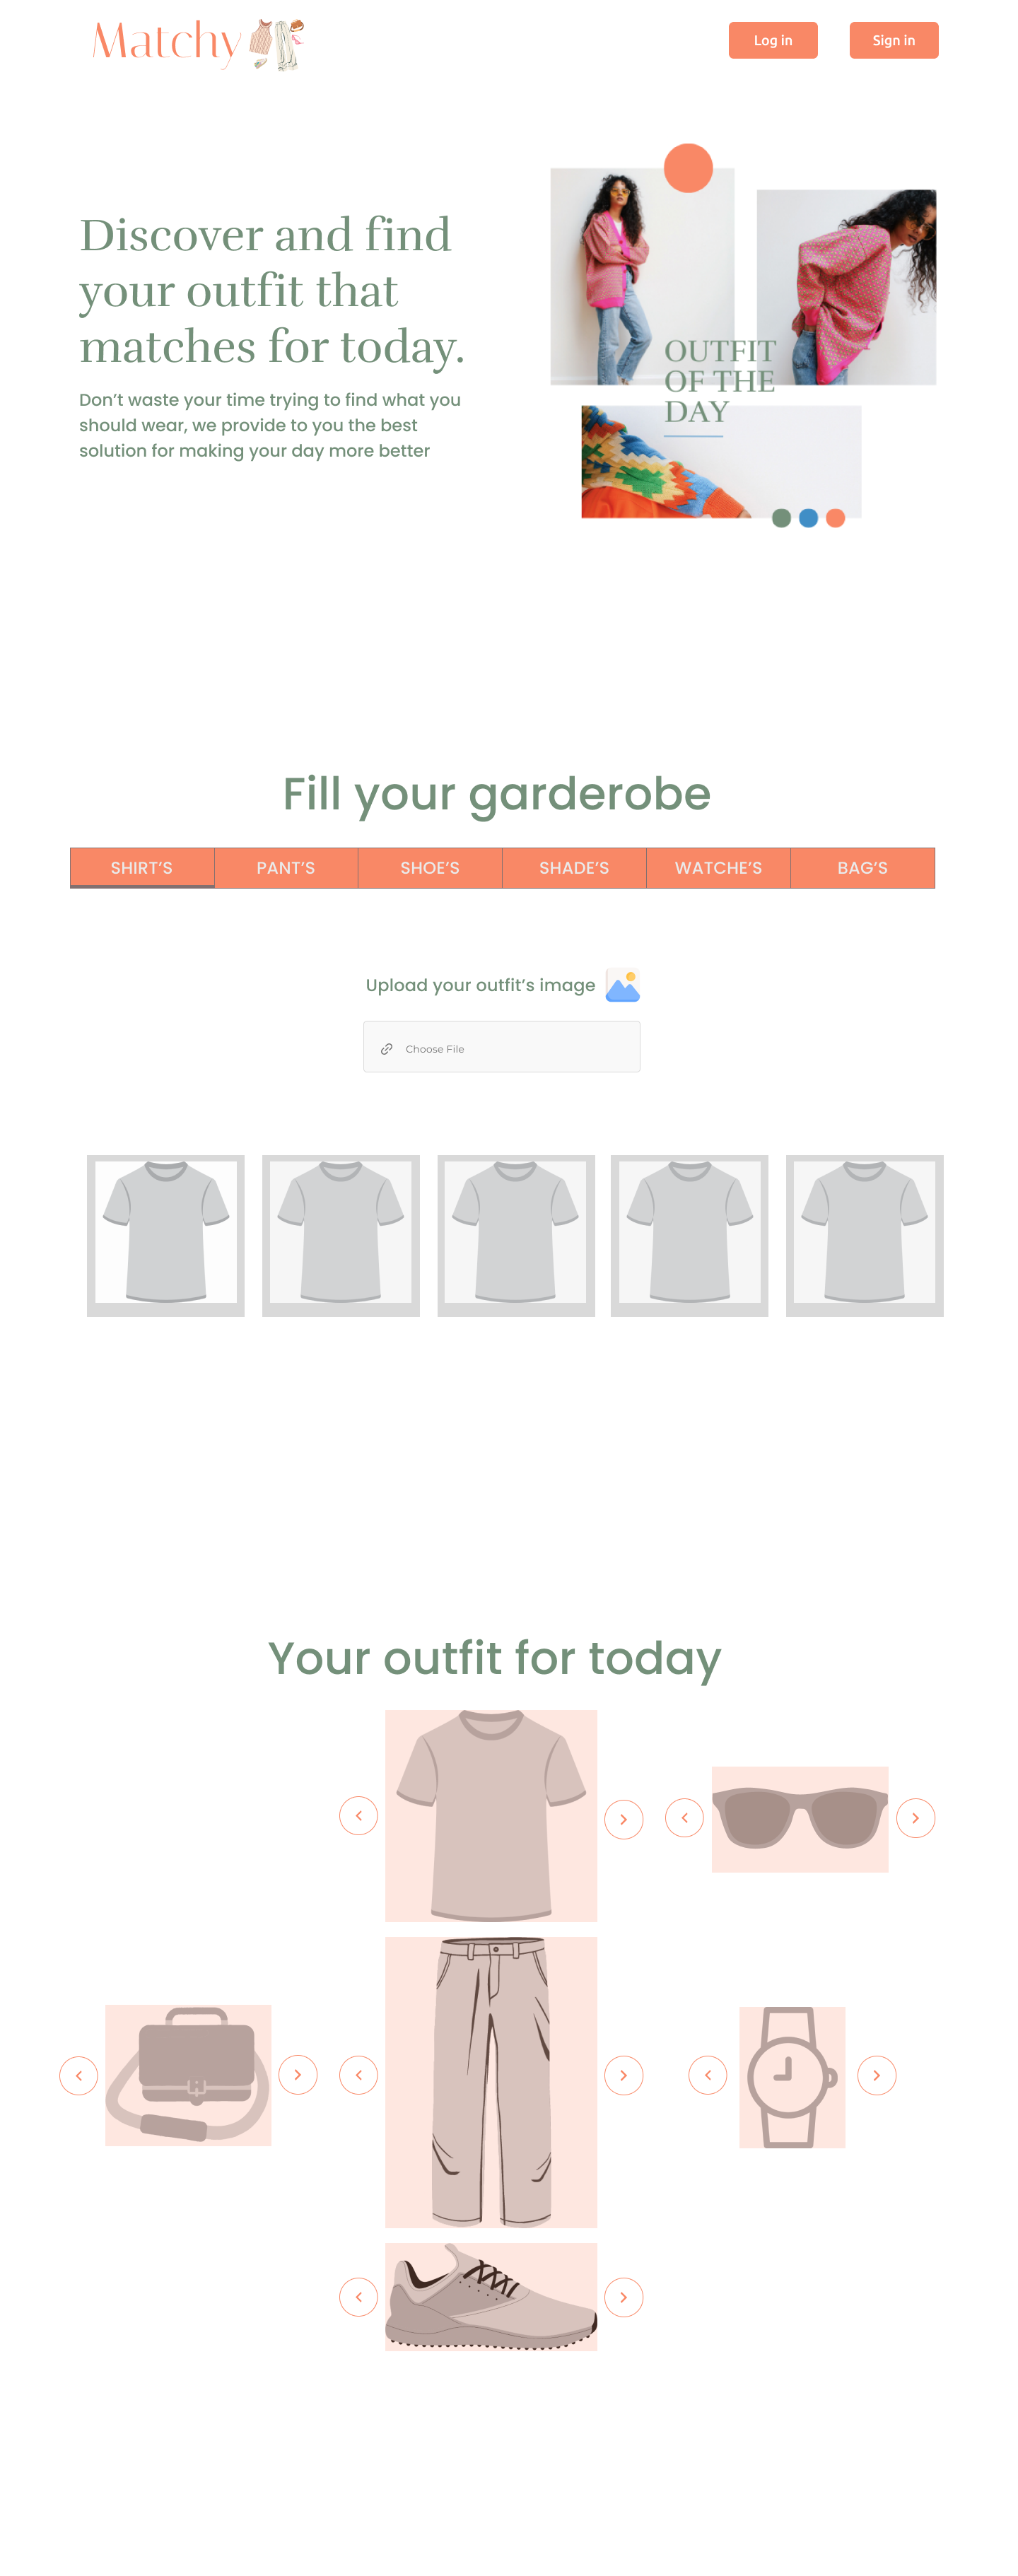 Matchy
Log in
Sign in
Discover and find
your outfit that
matches for today.
Don’t waste your time trying to find what you
should wear, we provide to you the best
solution for making your day more better
OUTFIT
OF THE
DAY
Fill your garderobe
SHIRT’S
PANT’S
SHOE’S
SHADE’S
WATCHE’S
BAG’S
Upload your outfit’s image
Choose File
Your outfit for today